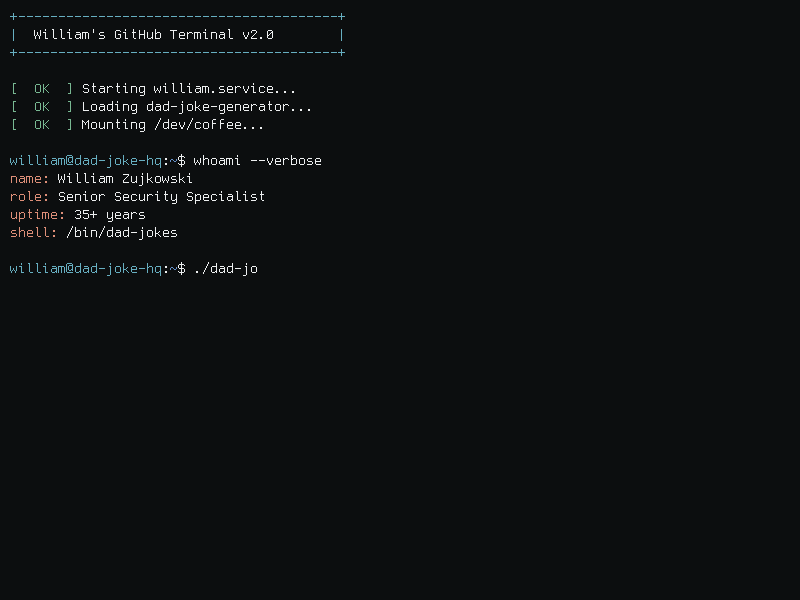 +----------------------------------------+
|  William's GitHub Terminal v2.0        |
+----------------------------------------+
[  OK  ] Starting william.service...
[  OK  ] Loading dad-joke-generator...
[  OK  ] Mounting /dev/coffee...
william@dad-joke-hq:~$ whoami --verbose
name: William Zujkowski
role: Senior Security Specialist
uptime: 35+ years
shell: /bin/dad-jokes
william@dad-joke-hq:~$ ./dad-jo